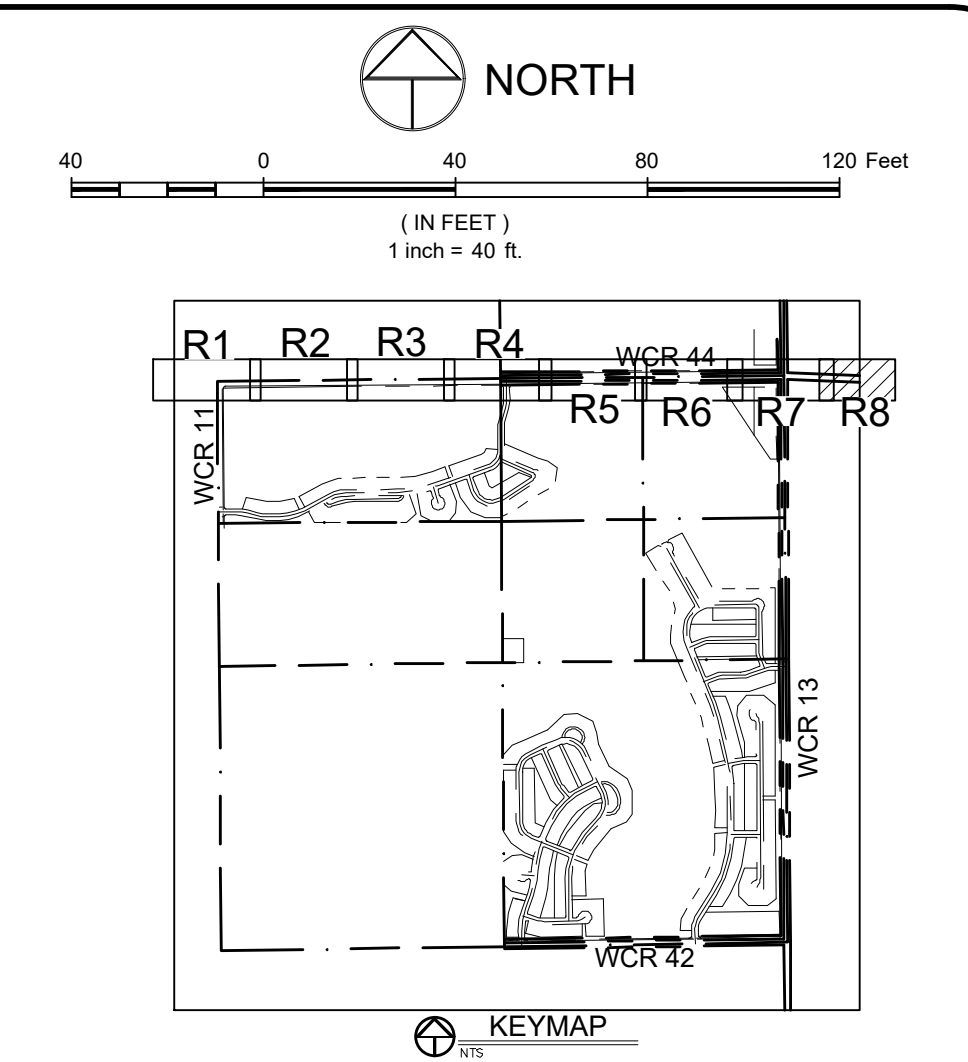 NORTH
40 0 40 80 120 Feet
( IN FEET )
1 inch = 40 ft.
R1 R2 R3 R4
WCR 44
R5 R6 R7 R8
WCR 11
WCR 13
WCR 42
KEYMAP
NTS